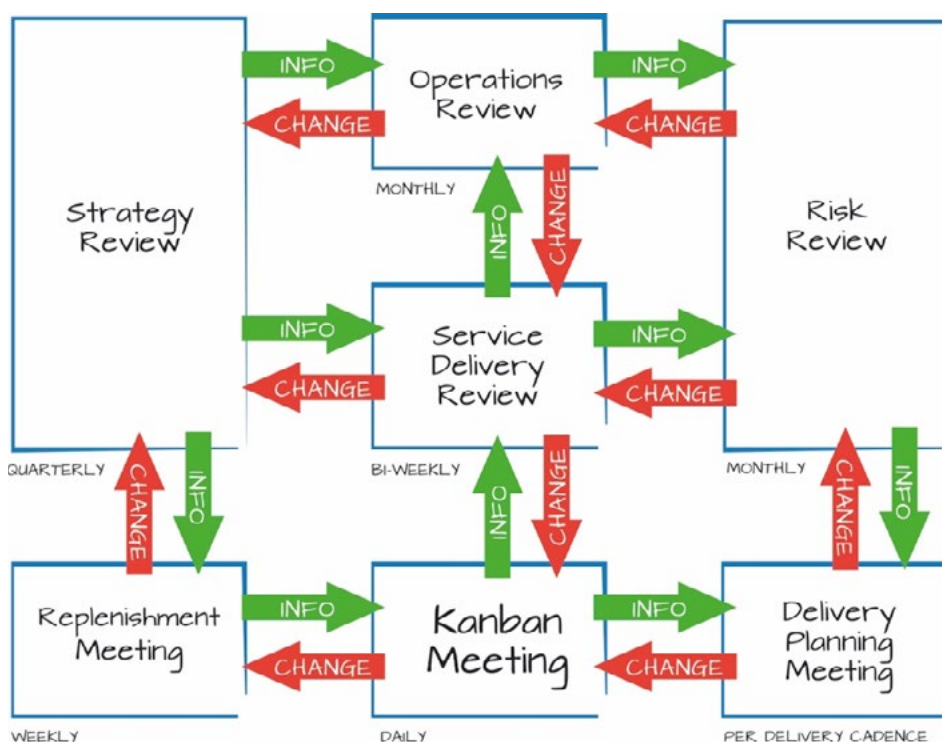 INFO
CHANGE
Operations
Review
INFO
CHANGE
MONTHLY
Strategy
Review
INFO
CHANGE
Risk
Review
INFO
CHANGE
Service
Delivery
Review
INFO
CHANGE
QUARTERLY
BI-WEEKLY
MONTHLY
CHANGE
INFO
INFO
CHANGE
CHANGE
INFO
Replenishment
Meeting
INFO
CHANGE
Kanban
Meeting
INFO
CHANGE
Delivery
Planning
Meeting
WEEKLY
DAILY
PER DELIVERY CADENCE